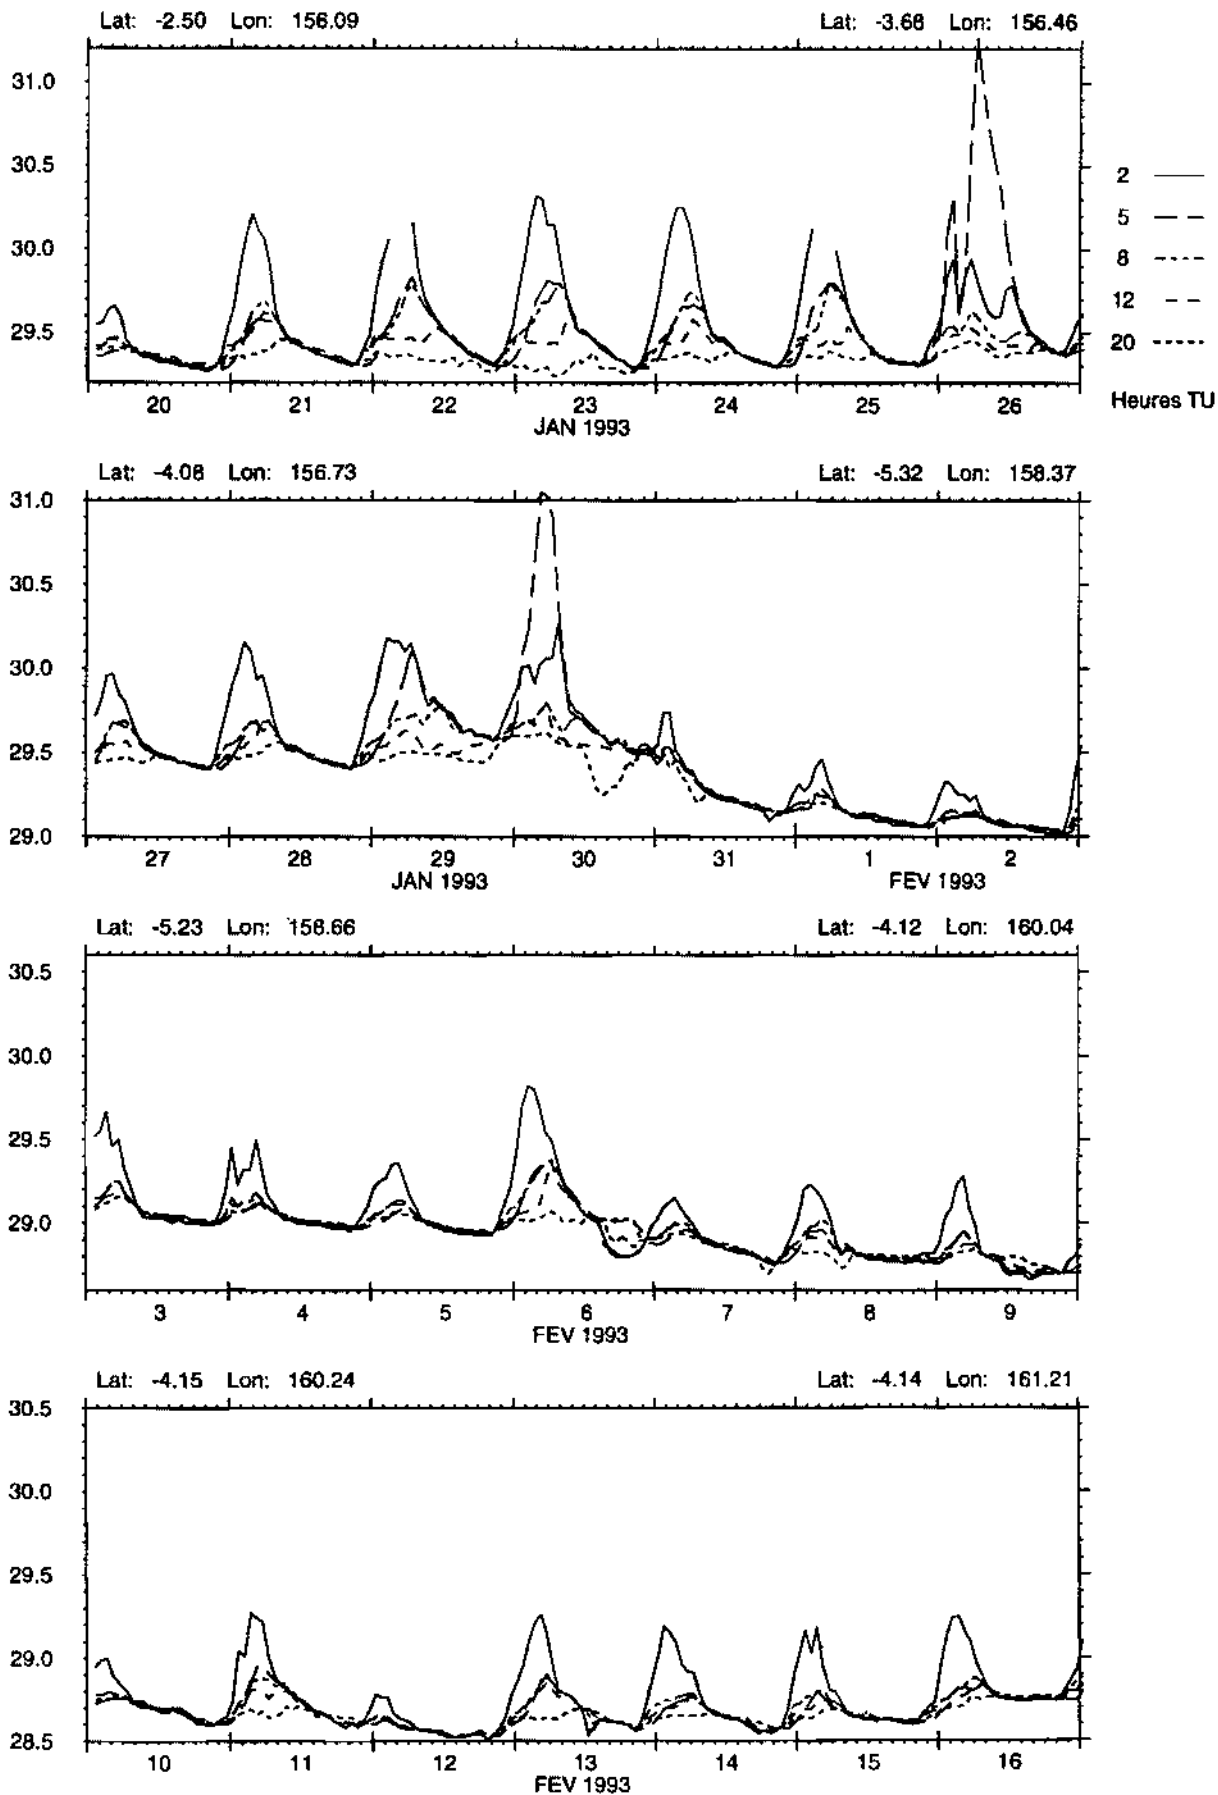 Lat: -2.50 Lon: 156.09 Lat: -3.68 Lon: 156.46
31.0
30.5
30.0
29.5
2
5
8
12
20
Heures TU
20 21 22 23 24 25 26
JAN 1993
Lat: -4.08 Lon: 156.73 Lat: -5.32 Lon: 158.37
31.0
30.5
30.0
29.5
29.0
27 28 29 30 31 1 2
JAN 1993 FEV 1993
Lat: -5.23 Lon: 158.66 Lat: -4.12 Lon: 160.04
30.5
30.0
29.5
29.0
3 4 5 6 7 8 9
FEV 1993
Lat: -4.15 Lon: 160.24 Lat: -4.14 Lon: 161.21
30.5
30.0
29.5
29.0
28.5
10 11 12 13 14 15 16
FEV 1993